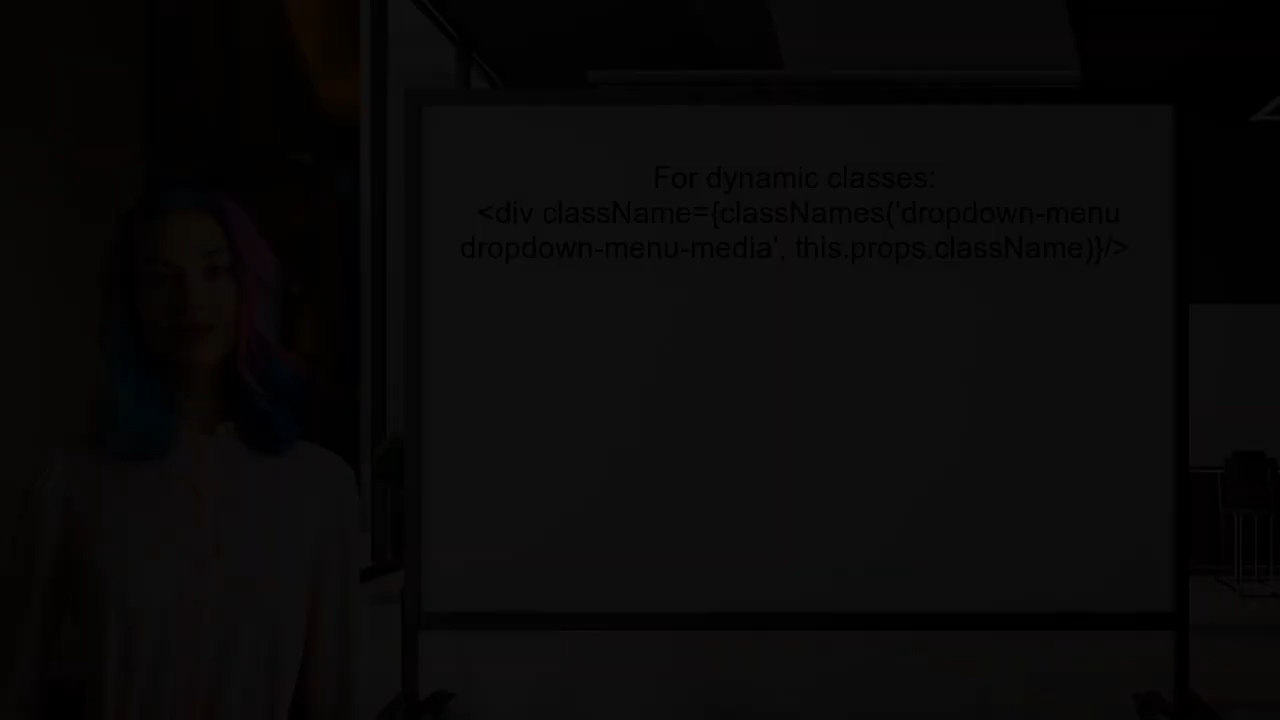 For dynamic classes:
<div className={classNames('dropdown-menu
dropdown-menu-media', this.props.className)}/>